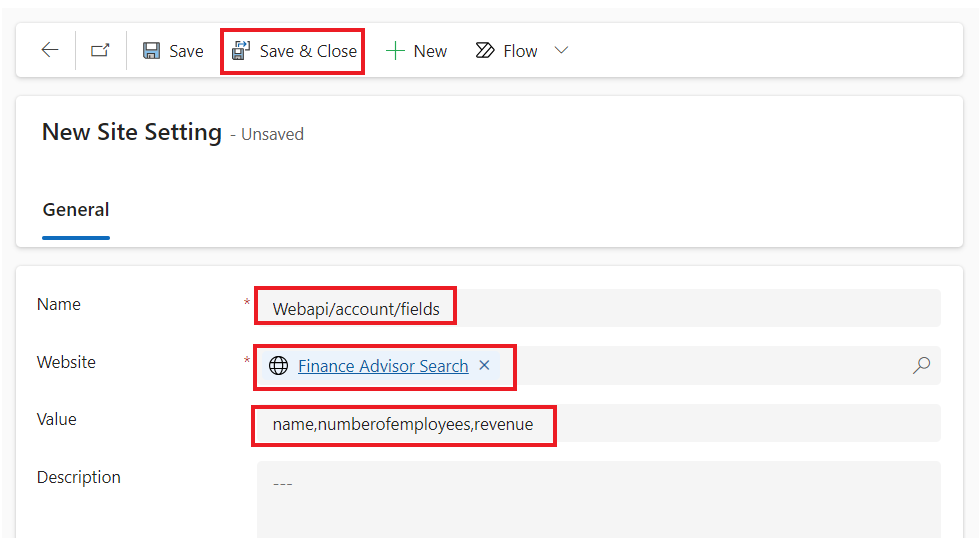 Save Save & Close New Flow
New Site Setting - Unsaved
General
Name * Webapi/account/fields
Website * Finance Advisor Search
Value name,numberofemployees,revenue
Description ---